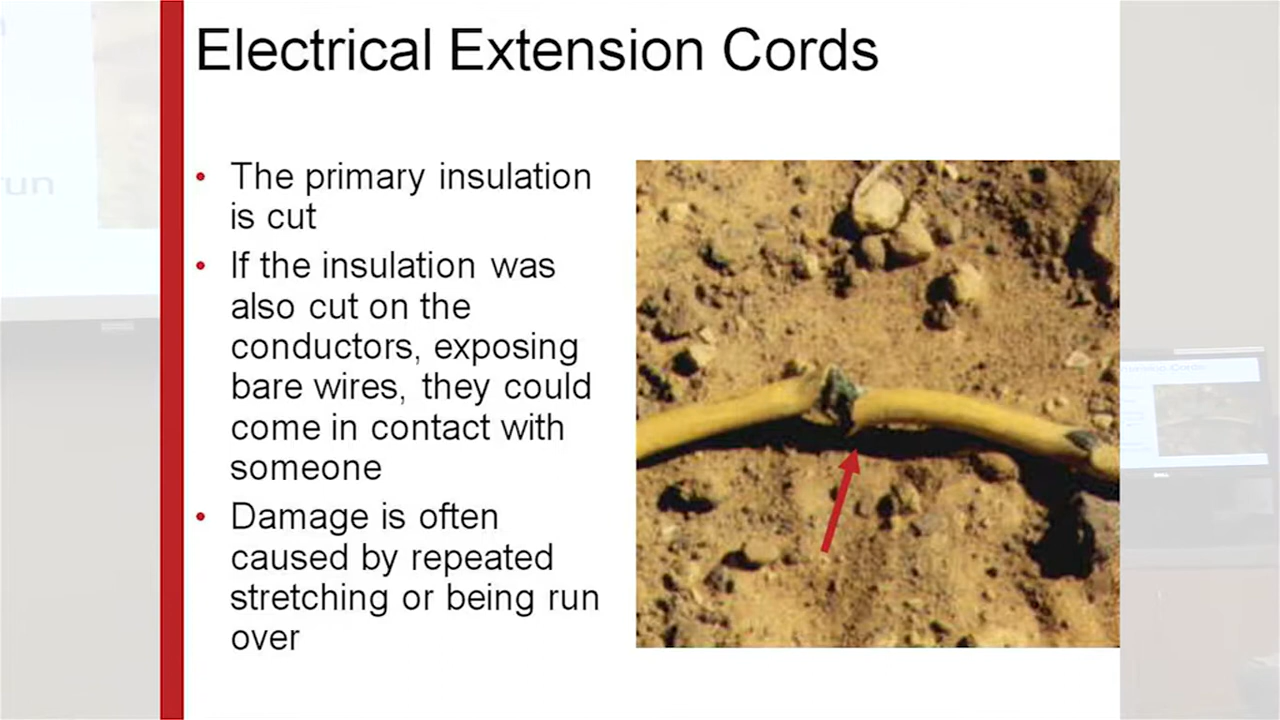 Electrical Extension Cords
• The primary insulation
is cut
• If the insulation was
also cut on the
conductors, exposing
bare wires, they could
come in contact with
someone
• Damage is often
caused by repeated
stretching or being run
over
run